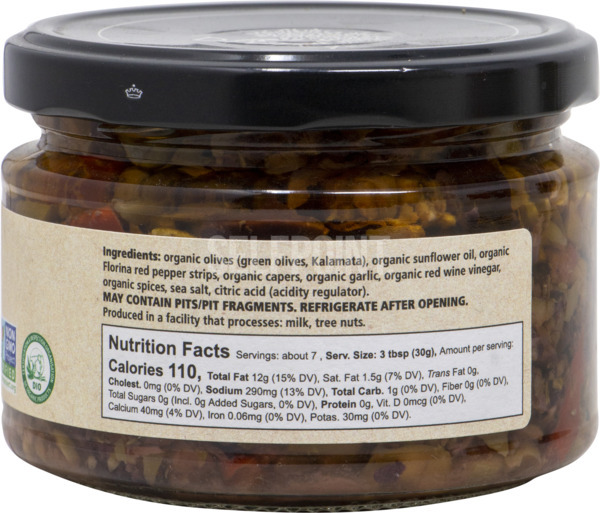 Ingredients: organic olives (green olives, Kalamata), organic sunflower oil, organic
Florina red pepper strips, organic capers, organic garlic, organic red wine vinegar,
organic spices, sea salt, citric acid (acidity regulator).
MAY CONTAIN PITS/PIT FRAGMENTS. REFRIGERATE AFTER OPENING.
Produced in a facility that processes: milk, tree nuts.
Nutrition Facts Servings: about 7 , Serv. Size: 3 tbsp (30g), Amount per serving:
Calories 110, Total Fat 12g (15% DV), Sat. Fat 1.5g (7% DV), Trans Fat 0g,
Cholest. 0mg (0% DV), Sodium 290mg (13% DV), Total Carb. 1g (0% DV), Fiber 0g (0% DV),
Total Sugars 0g (Incl. 0g Added Sugars, 0% DV), Protein 0g, Vit. D 0mcg (0% DV),
Calcium 40mg (4% DV), Iron 0.06mg (0% DV), Potas. 30mg (0% DV).
NON
GMO